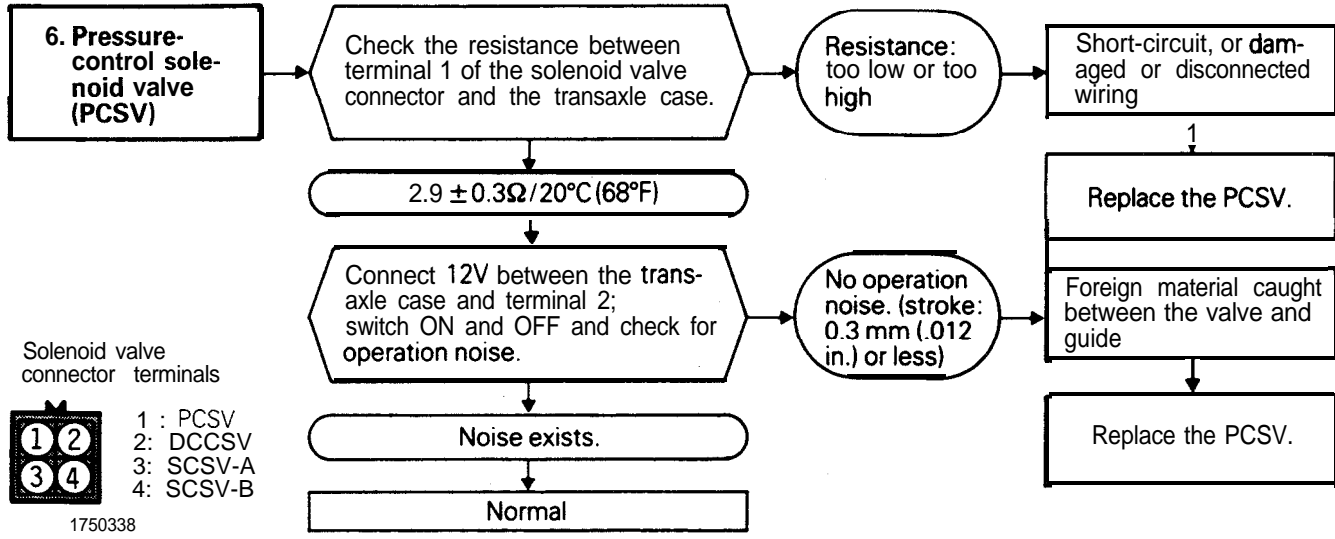 6. Pressure-
control sole-
noid valve
(PCSV)
Check the resistance between
terminal 1 of the solenoid valve
connector and the transaxle case.
Resistance:
too low or too
high
Short-circuit, or dam-
aged or disconnected
wiring
1
Replace the PCSV.
2.9 ±0.3Ω/20°C (68°F)
Connect 12V between the trans-
axle case and terminal 2;
switch ON and OFF and check for
operation noise.
No operation
noise. (stroke:
0.3 mm (.012
in.) or less)
Foreign material caught
between the valve and
guide
Replace the PCSV.
Noise exists.
Normal
Solenoid valve
connector terminals
1 2
3 4
1 : PCSV
2: DCCSV
3: SCSV-A
4: SCSV-B
1750338